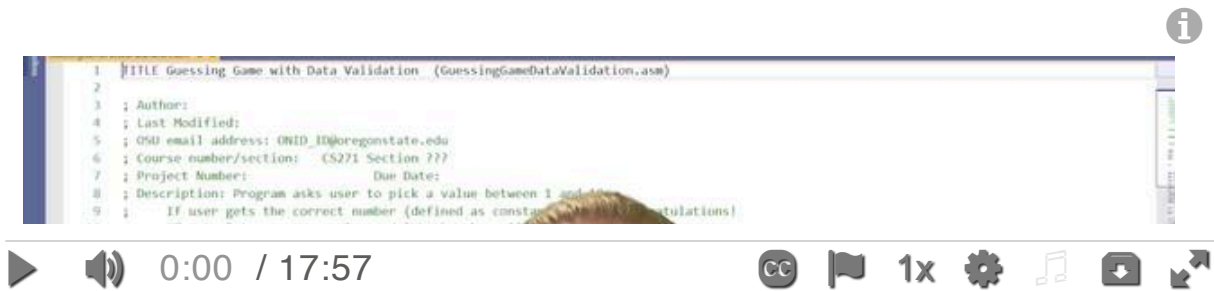 1 TITLE Guessing Game with Data Validation (GuessingGameDataValidation.asm)
2
3 ; Author:
4 ; Last Modified:
5 ; OSU email address: ONID_ID@oregonstate.edu
6 ; Course number/section: CS271 Section ???
7 ; Project Number: Due Date:
8 ; Description: Program asks user to pick a value between 1 and
9 ; If user gets the correct number (defined as
0:00 / 17:57
CC
1x